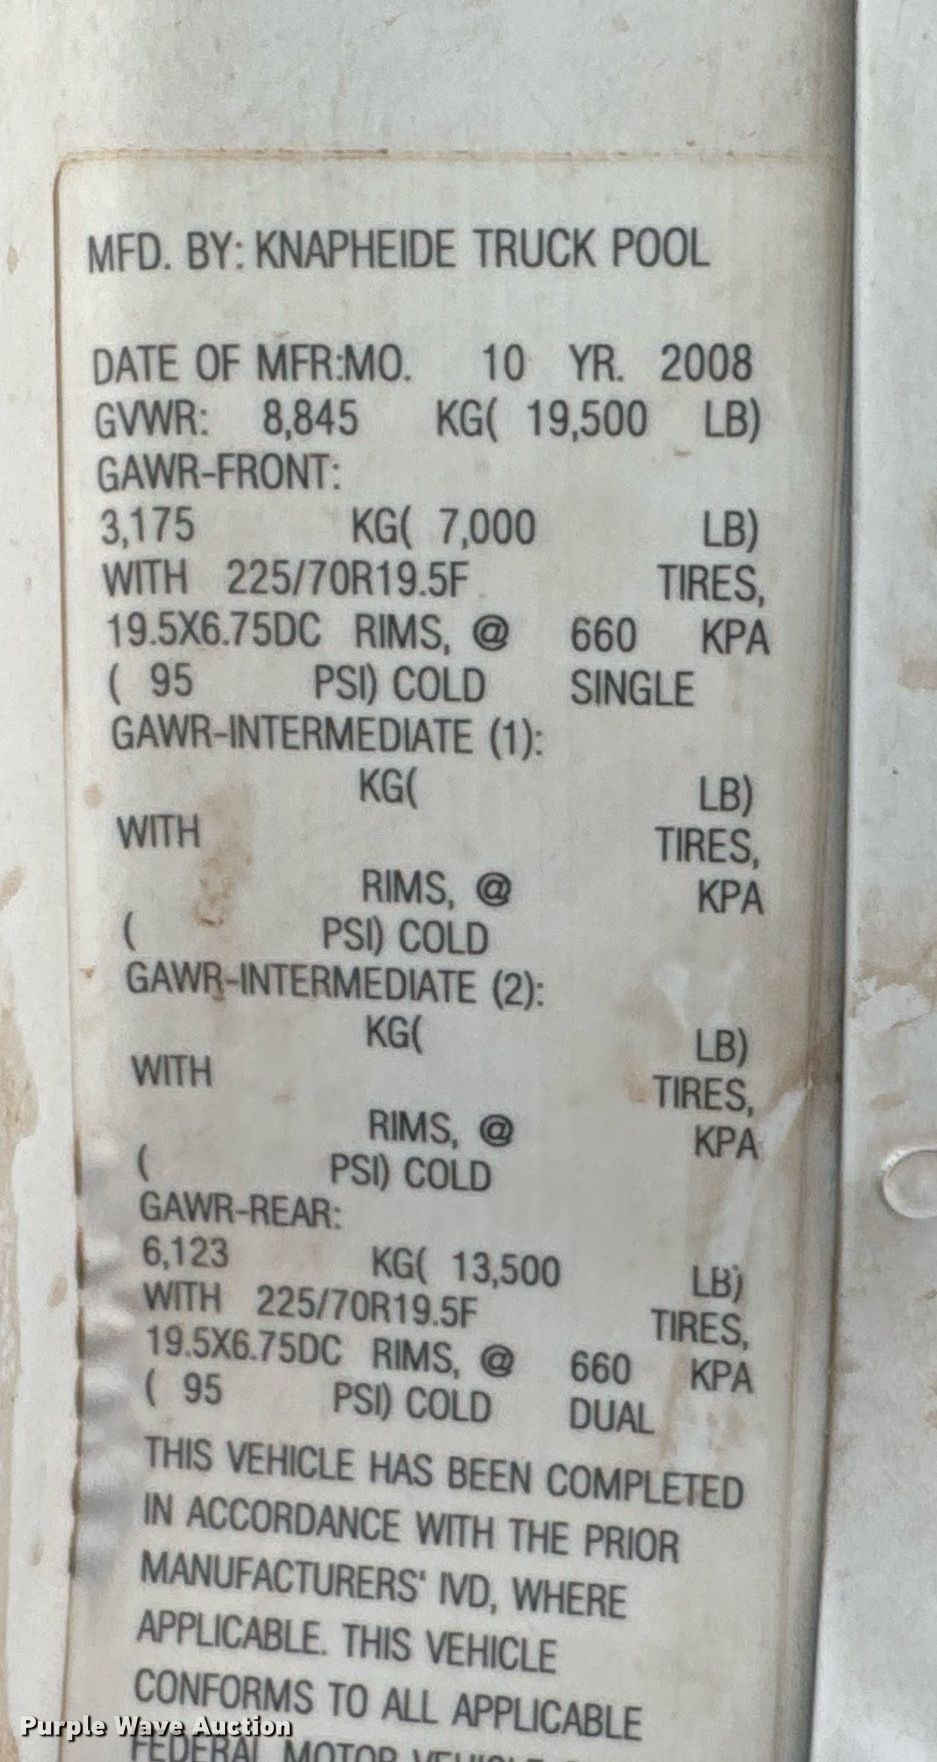 MFD. BY: KNAPHEIDE TRUCK POOL
DATE OF MFR:MO. 10 YR. 2008
GVWR: 8,845 KG( 19,500 LB)
GAWR-FRONT:
3,175 KG( 7,000 LB)
WITH 225/70R19.5F TIRES,
19.5X6.75DC RIMS, @ 660 KPA
( 95 PSI) COLD SINGLE
GAWR-INTERMEDIATE (1):
KG( LB)
WITH TIRES,
RIMS, @ KPA
( PSI) COLD
GAWR-INTERMEDIATE (2):
KG( LB)
WITH TIRES,
RIMS, @ KPA
( PSI) COLD
GAWR-REAR:
6,123 KG( 13,500 LB)
WITH 225/70R19.5F TIRES,
19.5X6.75DC RIMS, @ 660 KPA
( 95 PSI) COLD DUAL
THIS VEHICLE HAS BEEN COMPLETED
IN ACCORDANCE WITH THE PRIOR
MANUFACTURERS' IVD, WHERE
APPLICABLE. THIS VEHICLE
CONFORMS TO ALL APPLICABLE
FEDERAL MOTOR VEHICLE
Purple Wave Auction